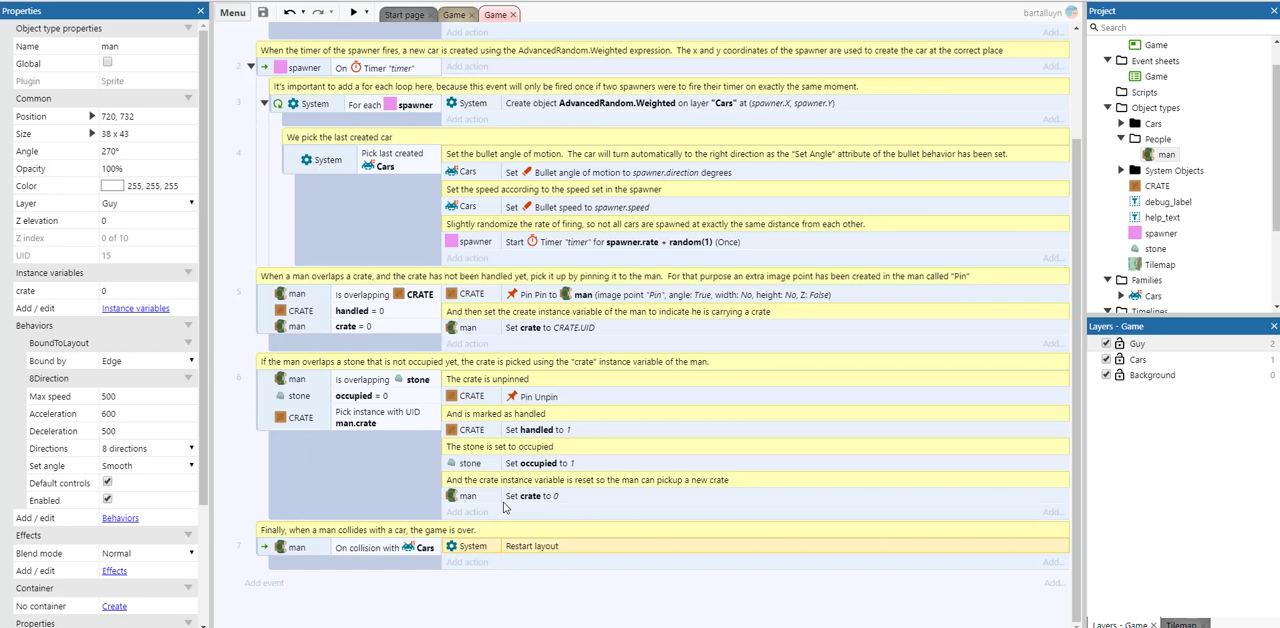 Properties
Menu
Start page
Game
Game
bartalluyn
Project
Object type properties
Name man
Global
Plugin Sprite
Common
Position 720, 732
Size 38 x 43
Angle 270°
Opacity 100%
Color 255, 255, 255
Layer Guy
Z elevation 0
Z index 0 of 10
UID 15
Instance variables
crate 0
Add / edit Instance variables
Behaviors
BoundToLayout
Bound by Edge
8Direction
Max speed 500
Acceleration 600
Deceleration 500
Directions 8 directions
Set angle Smooth
Default controls
Enabled
Add / edit Behaviors
Effects
Blend mode Normal
Add / edit Effects
Container
No container Create
Properties
Add action Add...
When the timer of the spawner fires, a new car is created using the AdvancedRandom.Weighted expression. The x and y coordinates of the spawner are used to create the car at the correct place
2 spawner On Timer "timer" Add action Add...
It's important to add a for each loop here, because this event will only be fired once if two spawners were to fire their timer on exactly the same moment.
3 System For each spawner System Create object AdvancedRandom.Weighted on layer "Cars" at (spawner.X, spawner.Y)
Add action Add...
We pick the last created car
4 System Pick last created Cars
Set the bullet angle of motion. The car will turn automatically to the right direction as the "Set Angle" attribute of the bullet behavior has been set.
Cars Set Bullet angle of motion to spawner.direction degrees
Set the speed according to the speed set in the spawner
Cars Set Bullet speed to spawner.speed
Slightly randomize the rate of firing, so not all cars are spawned at exactly the same distance from each other.
spawner Start Timer "timer" for spawner.rate + random(1) (Once)
Add action Add...
When a man overlaps a crate, and the crate has not been handled yet, pick it up by pinning it to the man. For that purpose an extra image point has been created in the man called "Pin"
5 man Is overlapping CRATE CRATE Pin Pin to man (image point "Pin", angle: True, width: No, height: No, Z: False)
CRATE handled = 0 And then set the create instance variable of the man to indicate he is carrying a crate
man crate = 0 man Set crate to CRATE.UID
Add action Add...
If the man overlaps a stone that is not occupied yet, the crate is picked using the "crate" instance variable of the man.
6 man Is overlapping stone The crate is unpinned
stone occupied = 0 CRATE Pin Unpin
CRATE Pick instance with UID man.crate And is marked as handled
CRATE Set handled to 1
The stone is set to occupied
stone Set occupied to 1
And the crate instance variable is reset so the man can pickup a new crate
man Set crate to 0
Add action Add...
Finally, when a man collides with a car, the game is over.
7 man On collision with Cars System Restart layout
Add action Add...
Add event Add...
Search
Game
Event sheets
Game
Scripts
Object types
Cars
People
man
System Objects
CRATE
debug_label
help_text
spawner
stone
Tilemap
Families
Cars
Timelines
Layers - Game
Guy 2
Cars 1
Background 0
Layers - Game
Tilemap